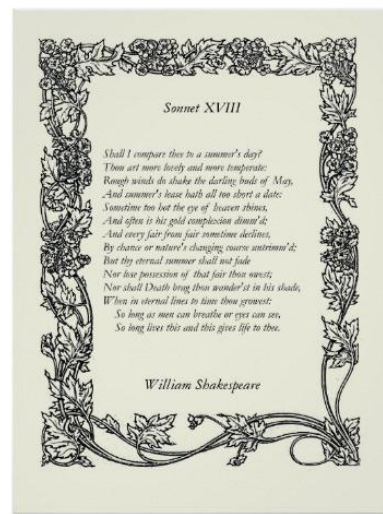 Sonnet XVIII
Shall I compare thee to a summer's day?
Thou art more lovely and more temperate:
Rough winds do shake the darling buds of May,
And summer's lease hath all too short a date:
Sometime too hot the eye of heaven shines,
And often is his gold complexion dimm'd;
And every fair from fair sometime declines,
By chance or nature's changing course untrimm'd;
But thy eternal summer shall not fade
Nor lose possession of that fair thou owest;
Nor shall Death brag thou wander'st in his shade,
When in eternal lines to time thou growest:
So long as men can breathe or eyes can see,
So long lives this and this gives life to thee.
William Shakespeare